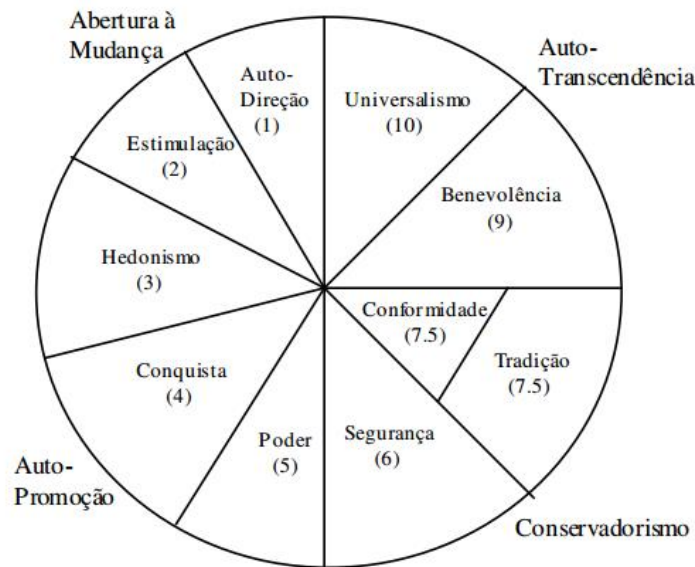 Abertura à
Mudança
Auto-
Transcendência
Auto-
Direção
(1)
Universalismo
(10)
Estimulação
(2)
Benevolência
(9)
Hedonismo
(3)
Conformidade
(7.5)
Tradição
(7.5)
Conquista
(4)
Poder
(5)
Segurança
(6)
Auto-
Promoção
Conservadorismo